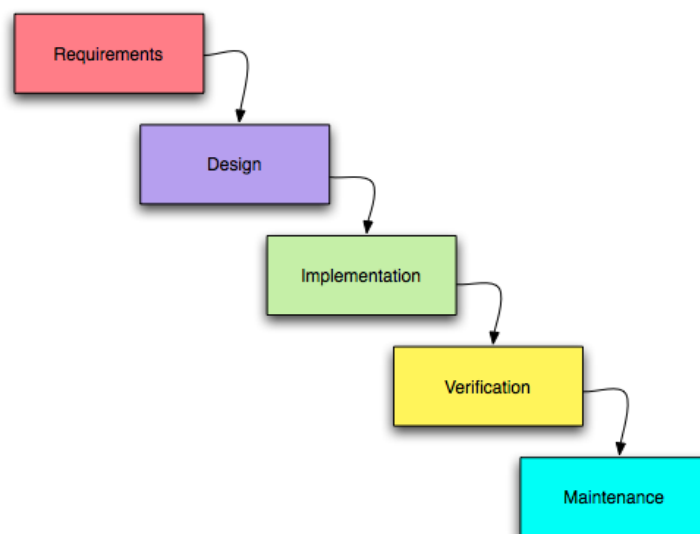 Requirements
Design
Implementation
Verification
Maintenance